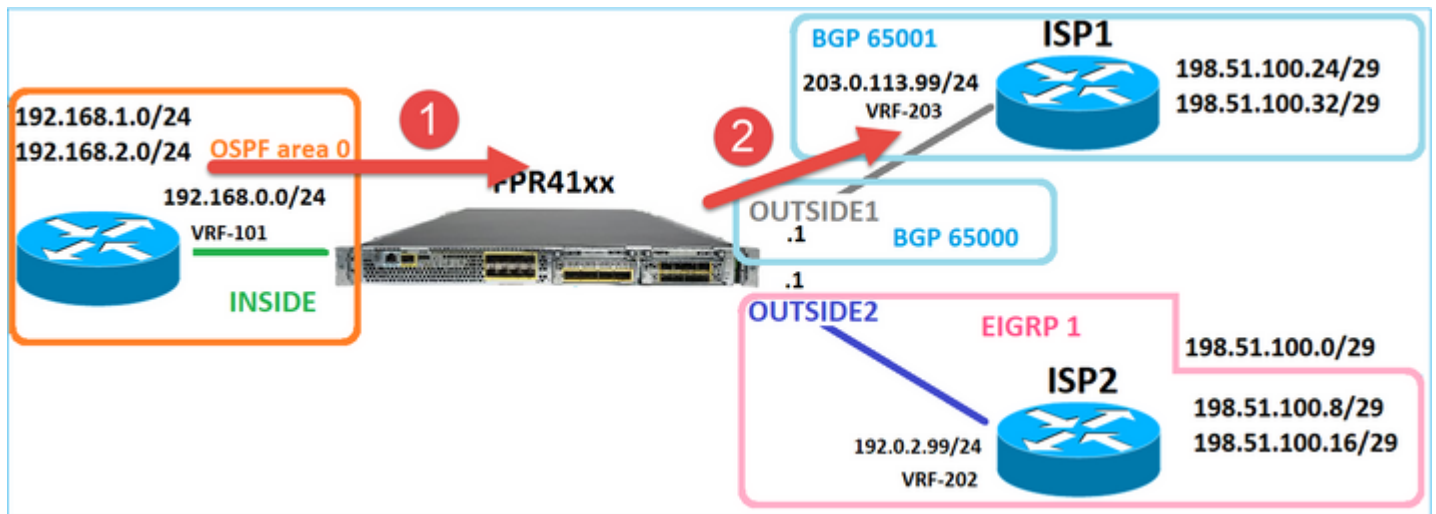 192.168.1.0/24
192.168.2.0/24
OSPF area 0
192.168.0.0/24
VRF-101
INSIDE
1
FPR41xx
2
BGP 65001
ISP1
203.0.113.99/24
VRF-203
198.51.100.24/29
198.51.100.32/29
OUTSIDE1
.1
BGP 65000
.1
OUTSIDE2
EIGRP 1
198.51.100.0/29
ISP2
198.51.100.8/29
198.51.100.16/29
192.0.2.99/24
VRF-202